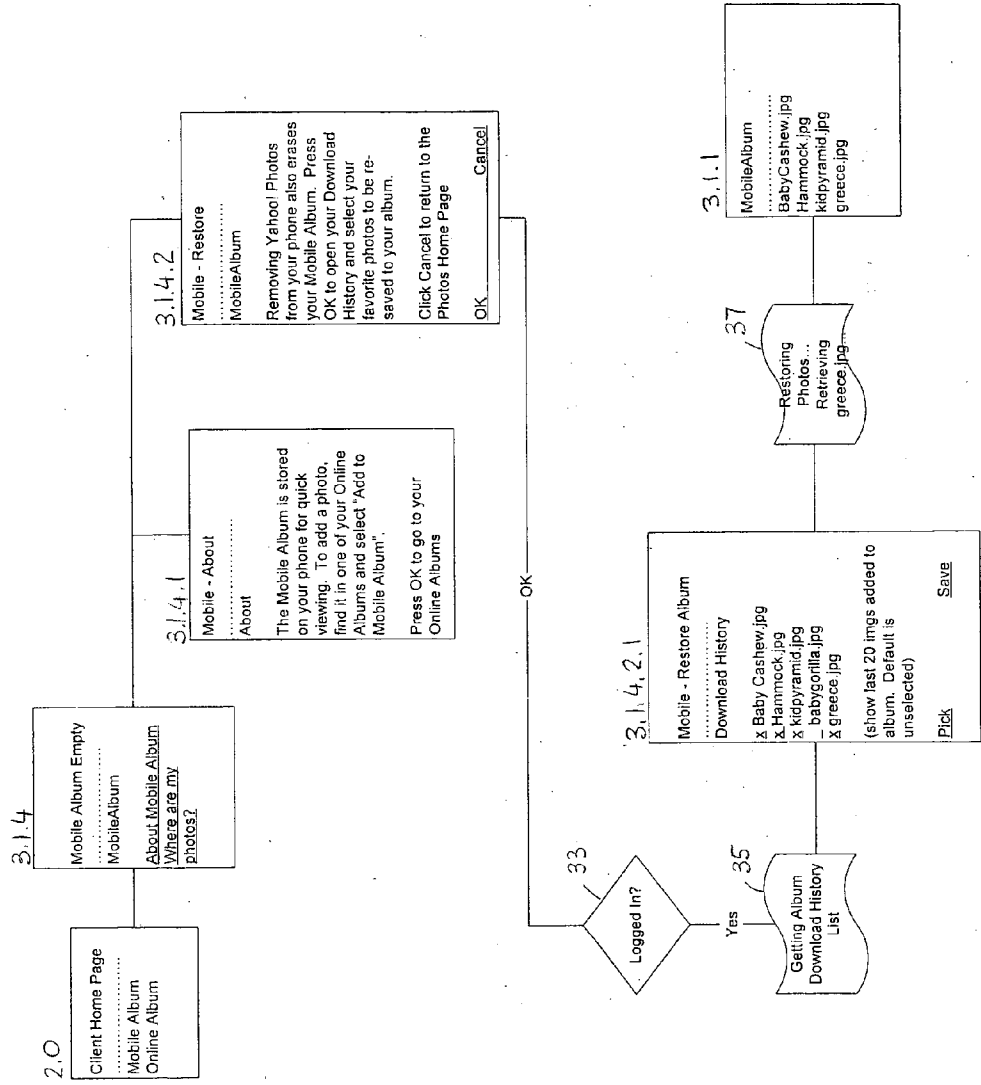 2.0
Client Home Page
....................
Mobile Album
Online Album
3.1.4
Mobile Album Empty
....................
MobileAlbum
About Mobile Album
Where are my
photos?
3.1.4.1
Mobile - About
....................
About
The Mobile Album is stored
on your phone for quick
viewing. To add a photo,
find it in one of your Online
Albums and select "Add to
Mobile Album".
Press OK to go to your
Online Albums
3.1.4.2
Mobile - Restore
....................
MobileAlbum
Removing Yahoo! Photos
from your phone also erases
your Mobile Album. Press
OK to open your Download
History and select your
favorite photos to be re-
saved to your album.
Click Cancel to return to the
Photos Home Page
OK Cancel
OK
33
Logged In?
Yes
35
Getting Album
Download History
List
3.1.4.2.1
Mobile - Restore Album
....................
Download History
x Baby Cashew.jpg
x Hammock.jpg
x kidpyramid.jpg
_ babygorilla.jpg
x greece.jpg
(show last 20 imgs added to
album. Default is
unselected)
Pick Save
37
Restoring
Photos...
Retrieving
greece.jpg...
3.1.1
MobileAlbum
....................
BabyCashew.jpg
Hammock.jpg
kidpyramid.jpg
greece.jpg